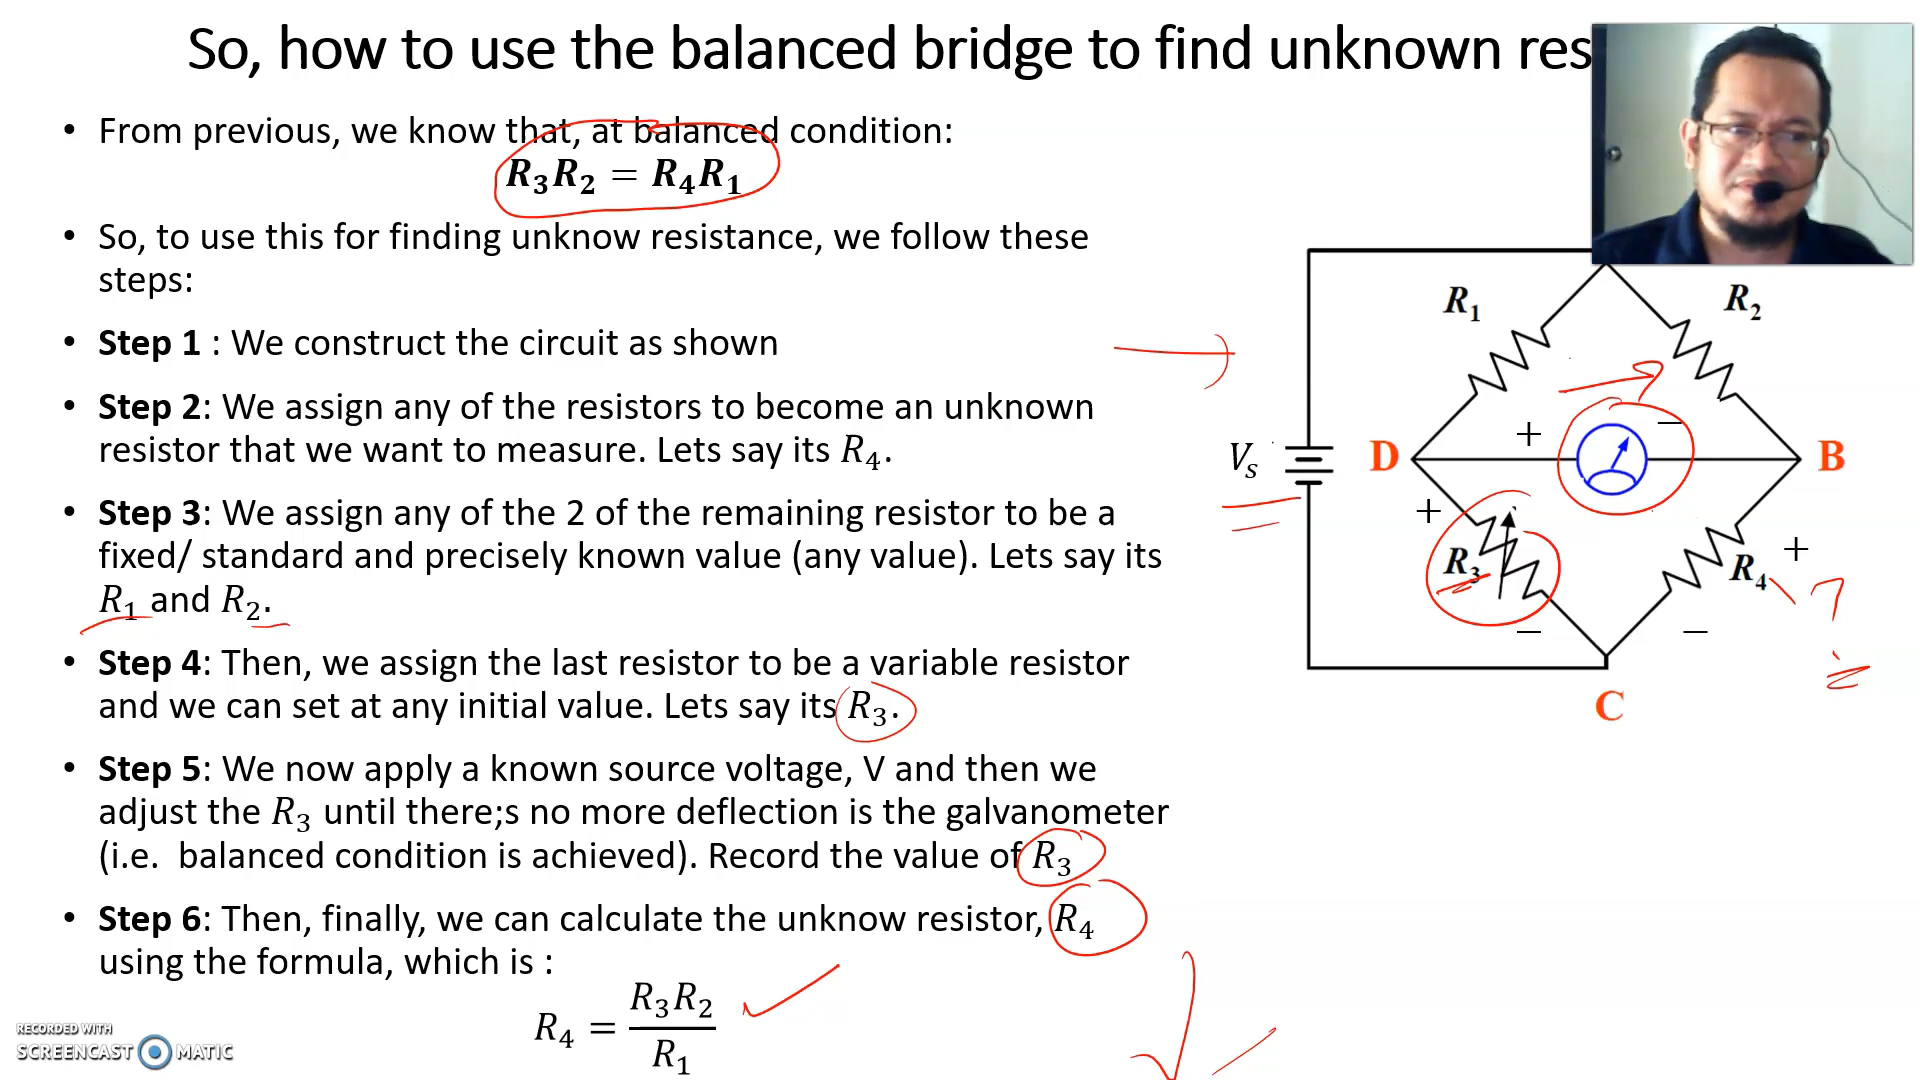 So, how to use the balanced bridge to find unknown res
• From previous, we know that, at balanced condition:
R₃R₂ = R₄R₁
• So, to use this for finding unknow resistance, we follow these
steps:
• Step 1 : We construct the circuit as shown
• Step 2: We assign any of the resistors to become an unknown
resistor that we want to measure. Lets say its R₄.
• Step 3: We assign any of the 2 of the remaining resistor to be a
fixed/ standard and precisely known value (any value). Lets say its
R₁ and R₂.
• Step 4: Then, we assign the last resistor to be a variable resistor
and we can set at any initial value. Lets say its R₃.
• Step 5: We now apply a known source voltage, V and then we
adjust the R₃ until there;s no more deflection is the galvanometer
(i.e. balanced condition is achieved). Record the value of R₃
• Step 6: Then, finally, we can calculate the unknow resistor, R₄
using the formula, which is :
R₄ = R₃R₂ / R₁
R₁ R₂
+ −
Vₛ D B
+
R₃ R₄ + ?
− −
C
RECORDED WITH
SCREENCAST MATIC